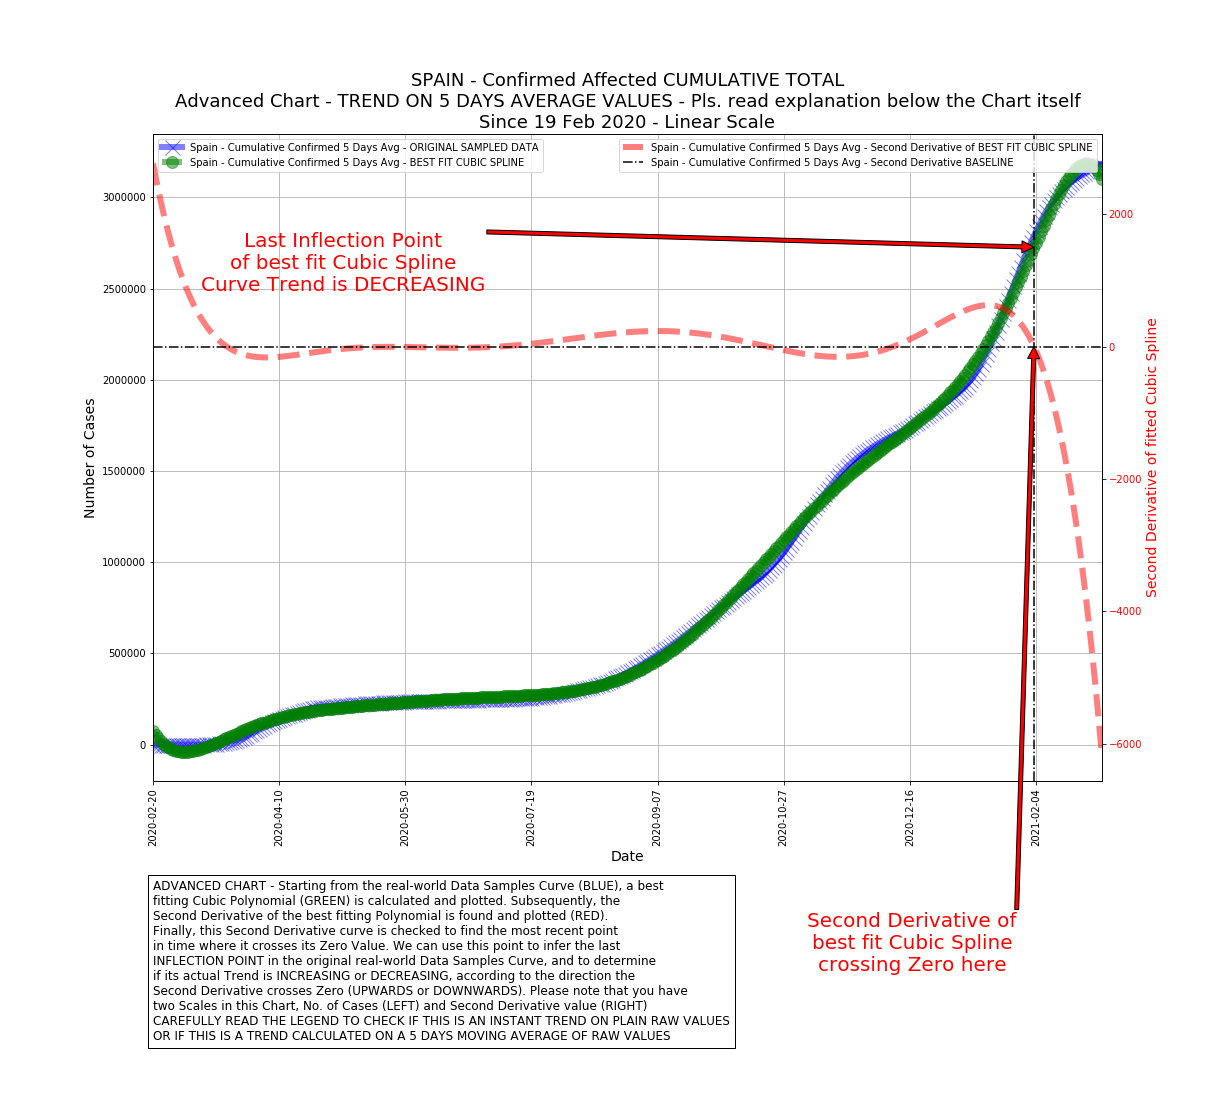 SPAIN - Confirmed Affected CUMULATIVE TOTAL
Advanced Chart - TREND ON 5 DAYS AVERAGE VALUES - Pls. read explanation below the Chart itself
Since 19 Feb 2020 - Linear Scale
Spain - Cumulative Confirmed 5 Days Avg - ORIGINAL SAMPLED DATA
Spain - Cumulative Confirmed 5 Days Avg - BEST FIT CUBIC SPLINE
Spain - Cumulative Confirmed 5 Days Avg - Second Derivative of BEST FIT CUBIC SPLINE
Spain - Cumulative Confirmed 5 Days Avg - Second Derivative BASELINE
Last Inflection Point
of best fit Cubic Spline
Curve Trend is DECREASING
Number of Cases
3000000
2500000
2000000
1500000
1000000
500000
0
2000
0
−2000
−4000
−6000
Second Derivative of fitted Cubic Spline
2020-02-20
2020-04-10
2020-05-30
2020-07-19
2020-09-07
2020-10-27
2020-12-16
2021-02-04
Date
ADVANCED CHART - Starting from the real-world Data Samples Curve (BLUE), a best
fitting Cubic Polynomial (GREEN) is calculated and plotted. Subsequently, the
Second Derivative of the best fitting Polynomial is found and plotted (RED).
Finally, this Second Derivative curve is checked to find the most recent point
in time where it crosses its Zero Value. We can use this point to infer the last
INFLECTION POINT in the original real-world Data Samples Curve, and to determine
if its actual Trend is INCREASING or DECREASING, according to the direction the
Second Derivative crosses Zero (UPWARDS or DOWNWARDS). Please note that you have
two Scales in this Chart, No. of Cases (LEFT) and Second Derivative value (RIGHT)
CAREFULLY READ THE LEGEND TO CHECK IF THIS IS AN INSTANT TREND ON PLAIN RAW VALUES
OR IF THIS IS A TREND CALCULATED ON A 5 DAYS MOVING AVERAGE OF RAW VALUES
Second Derivative of
best fit Cubic Spline
crossing Zero here